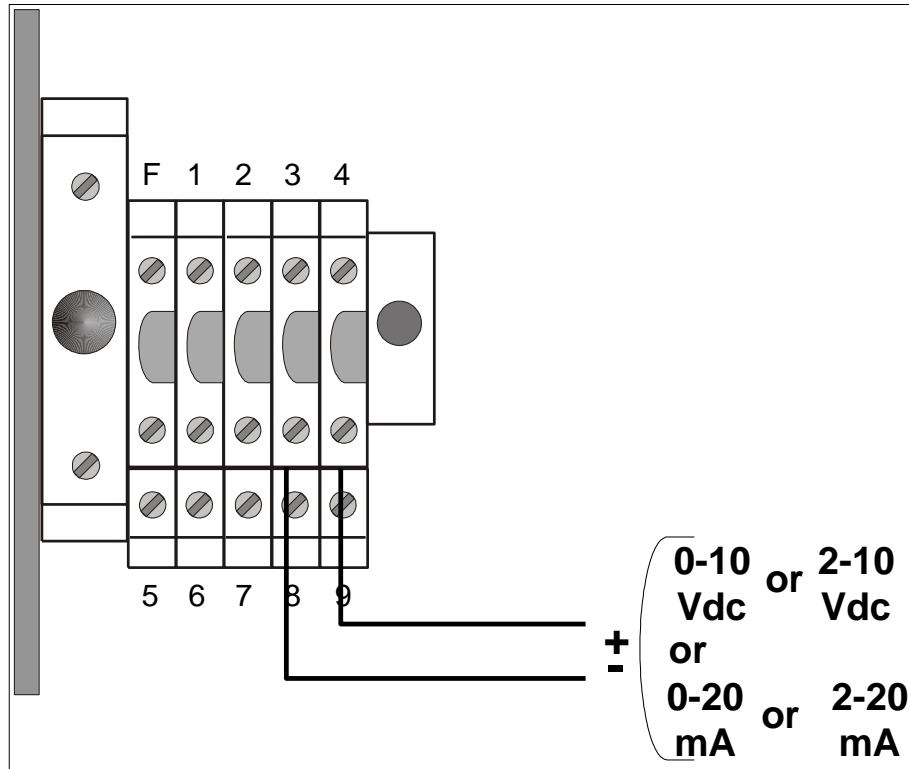 F 1 2 3 4
5 6 7 8 9
+
-
0-10 or 2-10
Vdc Vdc
or
0-20 or 2-20
mA mA